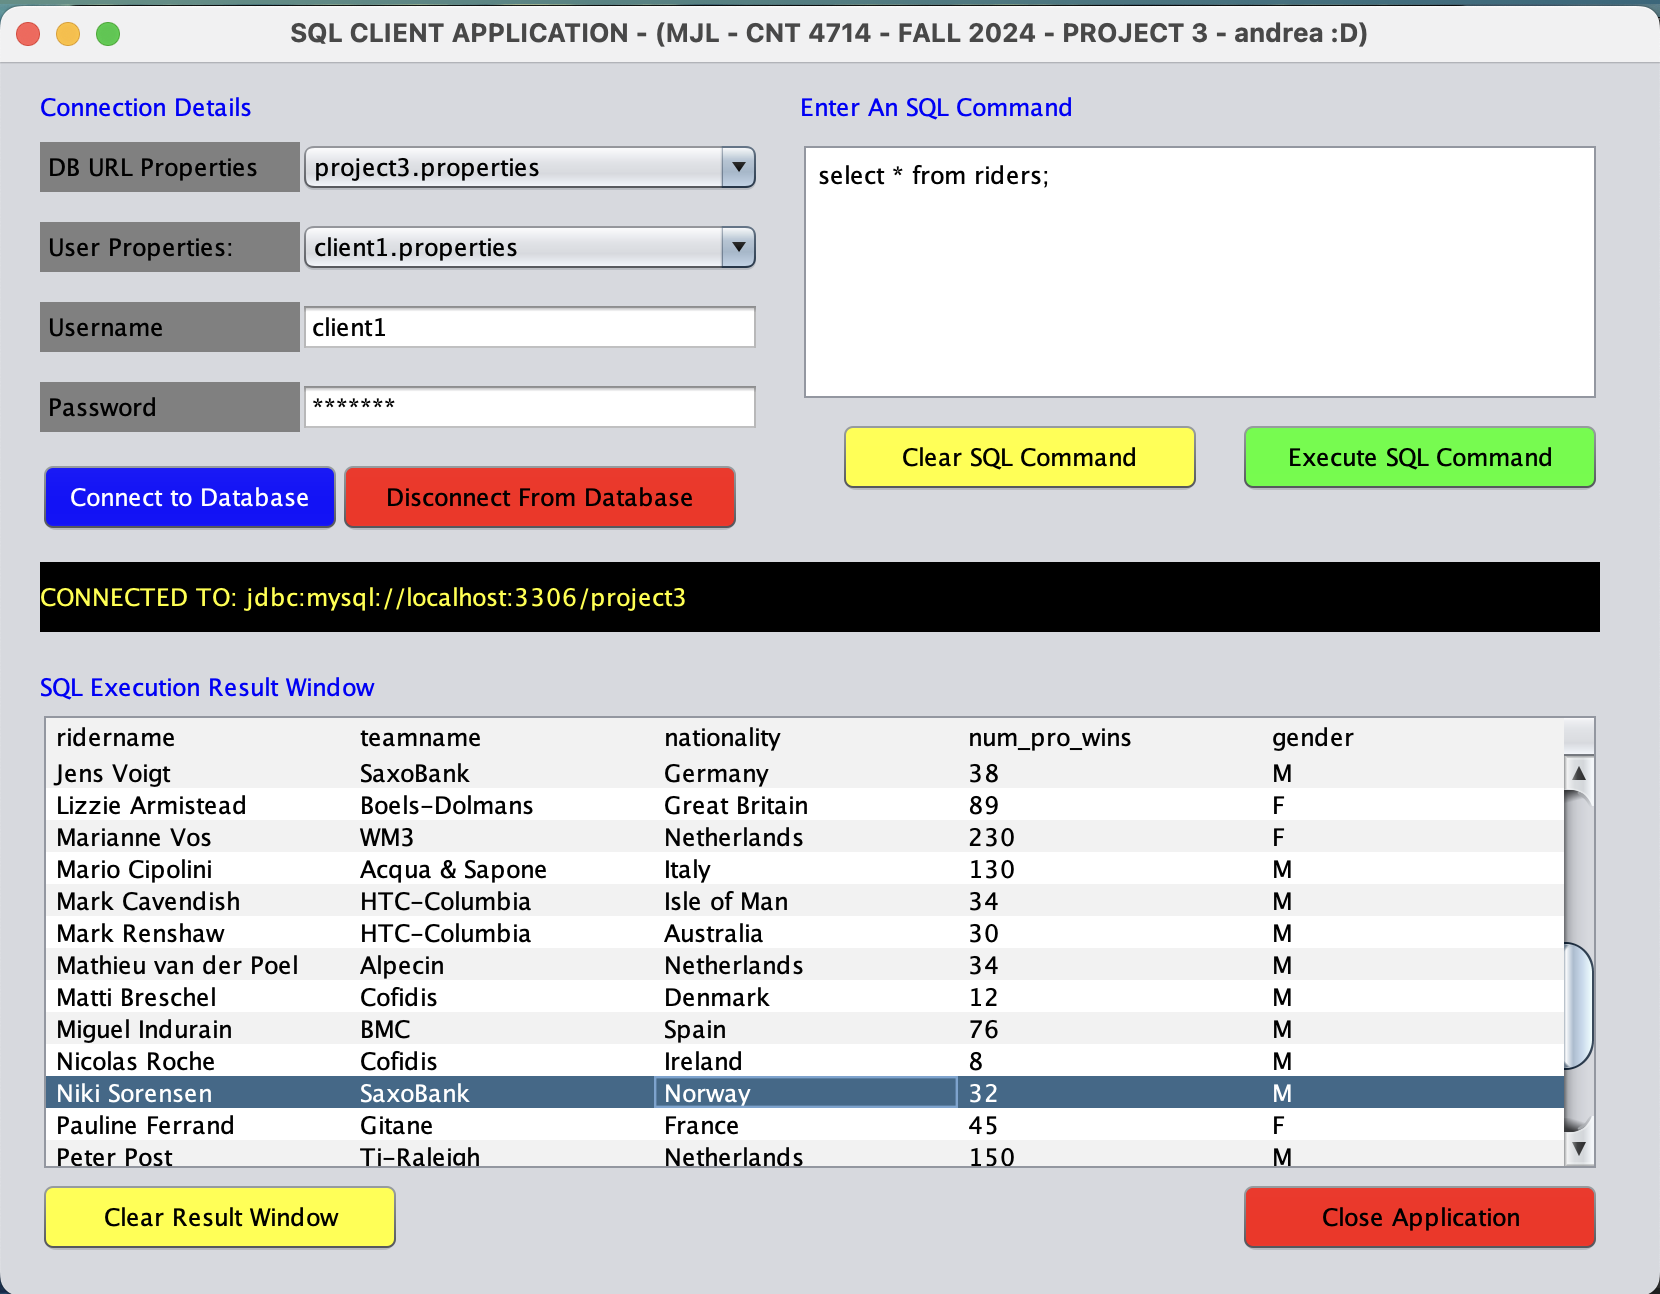 SQL CLIENT APPLICATION - (MJL - CNT 4714 - FALL 2024 - PROJECT 3 - andrea :D)
Connection Details
DB URL Properties project3.properties
User Properties: client1.properties
Username client1
Password *******
Connect to Database Disconnect From Database
Enter An SQL Command
select * from riders;
Clear SQL Command Execute SQL Command
CONNECTED TO: jdbc:mysql://localhost:3306/project3
SQL Execution Result Window
ridername teamname nationality num_pro_wins gender
Jens Voigt SaxoBank Germany 38 M
Lizzie Armistead Boels-Dolmans Great Britain 89 F
Marianne Vos WM3 Netherlands 230 F
Mario Cipolini Acqua & Sapone Italy 130 M
Mark Cavendish HTC-Columbia Isle of Man 34 M
Mark Renshaw HTC-Columbia Australia 30 M
Mathieu van der Poel Alpecin Netherlands 34 M
Matti Breschel Cofidis Denmark 12 M
Miguel Indurain BMC Spain 76 M
Nicolas Roche Cofidis Ireland 8 M
Niki Sorensen SaxoBank Norway 32 M
Pauline Ferrand Gitane France 45 F
Peter Post Ti-Raleigh Netherlands 150 M
Clear Result Window Close Application